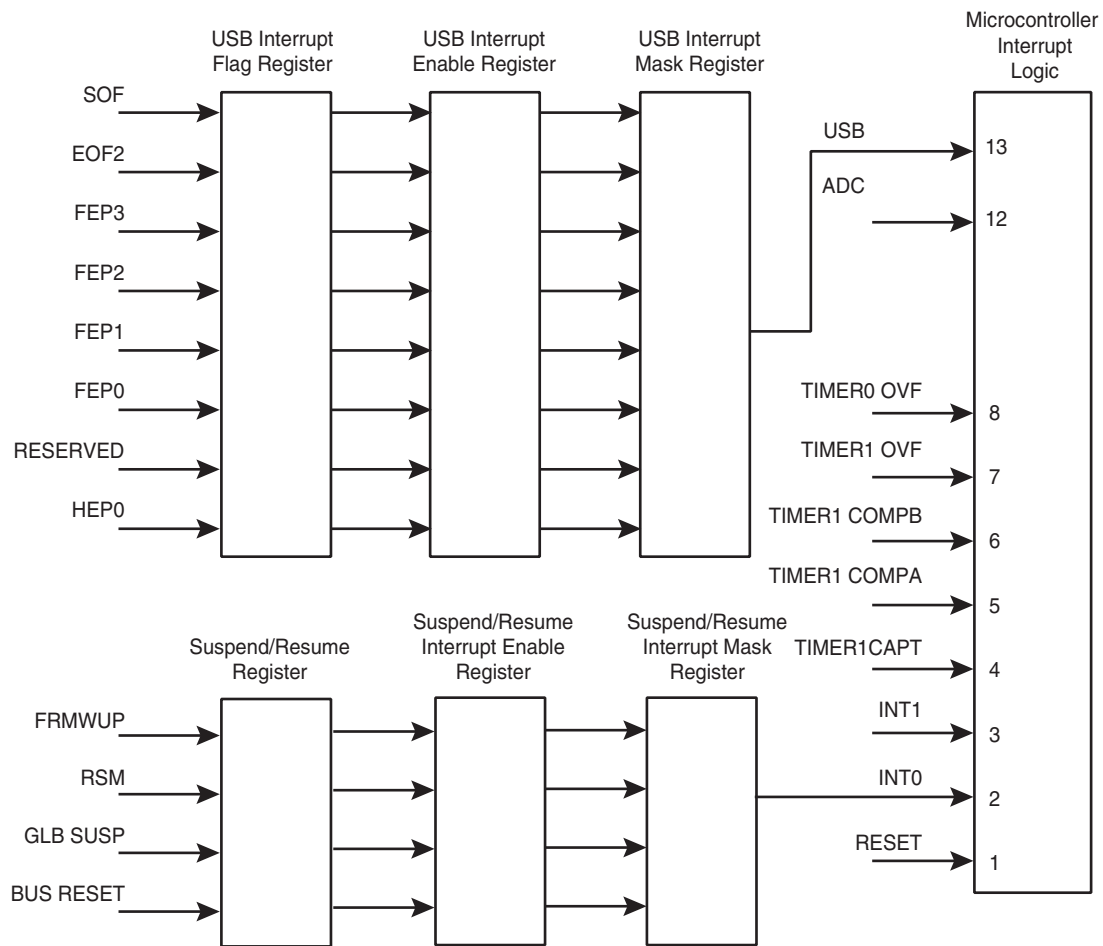 USB Interrupt
Flag Register
USB Interrupt
Enable Register
USB Interrupt
Mask Register
Microcontroller
Interrupt
Logic
SOF
EOF2
FEP3
FEP2
FEP1
FEP0
RESERVED
HEP0
USB
13
ADC
12
TIMER0 OVF
8
TIMER1 OVF
7
TIMER1 COMPB
6
TIMER1 COMPA
5
TIMER1CAPT
4
INT1
3
INT0
2
RESET
1
Suspend/Resume
Register
Suspend/Resume
Interrupt Enable
Register
Suspend/Resume
Interrupt Mask
Register
FRMWUP
RSM
GLB SUSP
BUS RESET